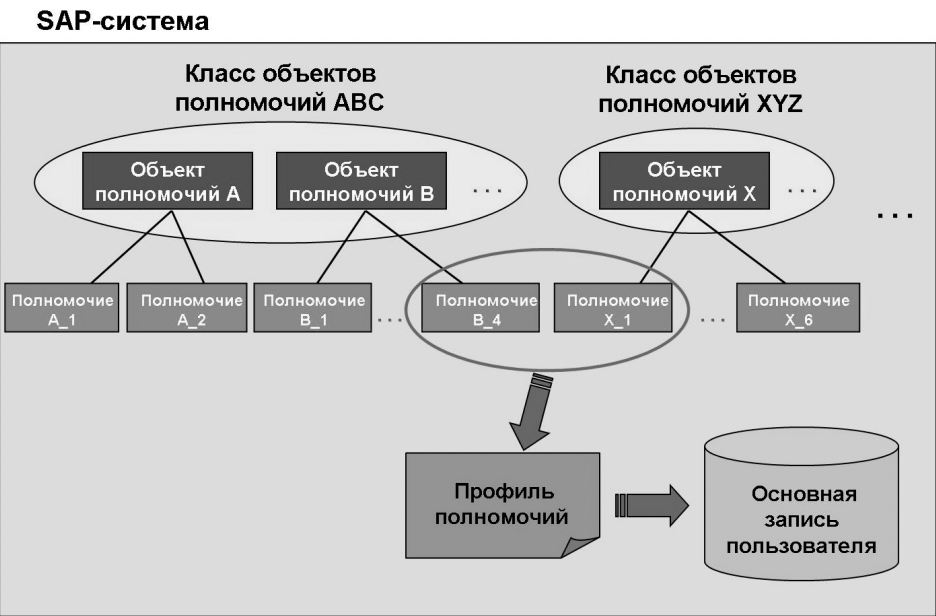 SAP-система
Класс объектов
полномочий ABC
Класс объектов
полномочий XYZ
Объект
полномочий A
Объект
полномочий B
. . .
Объект
полномочий X
. . .
. . .
Полномочие
A_1
Полномочие
A_2
Полномочие
B_1
. . .
Полномочие
B_4
Полномочие
X_1
. . .
Полномочие
X_6
Профиль
полномочий
Основная
запись
пользователя